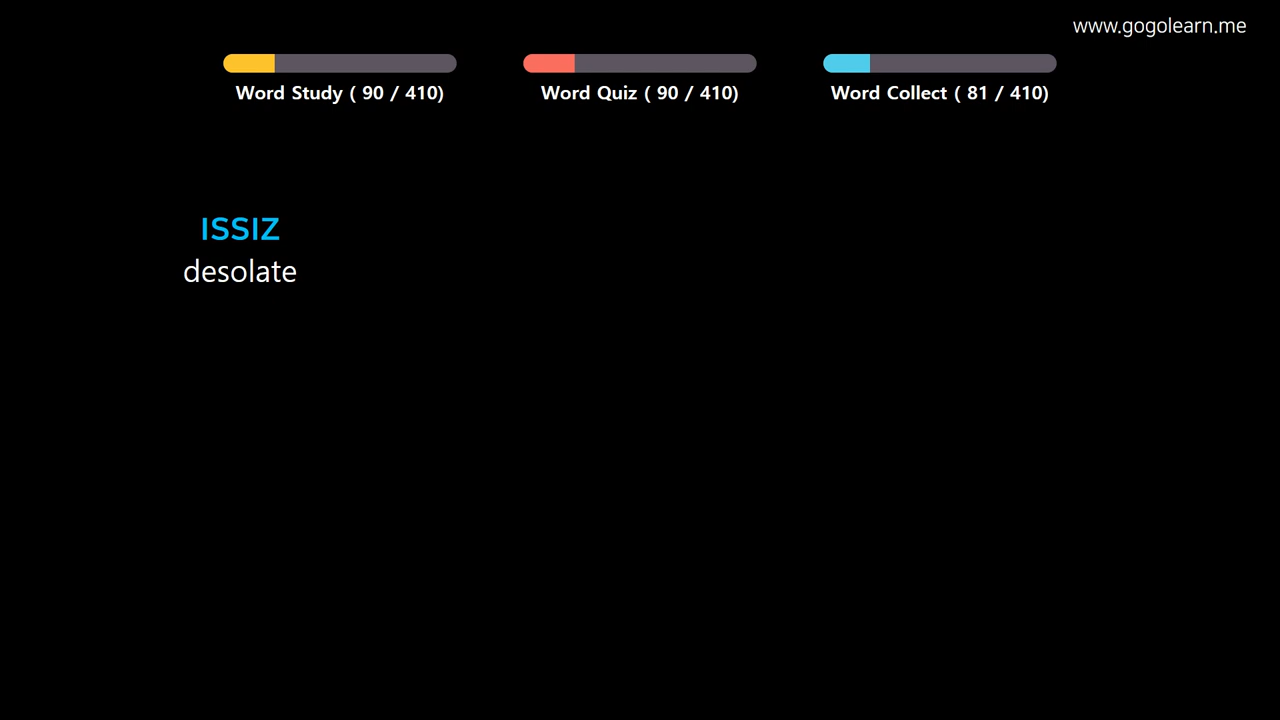 www.gogolearn.me
Word Study ( 90 / 410)
Word Quiz ( 90 / 410)
Word Collect ( 81 / 410)
ISSIZ
desolate